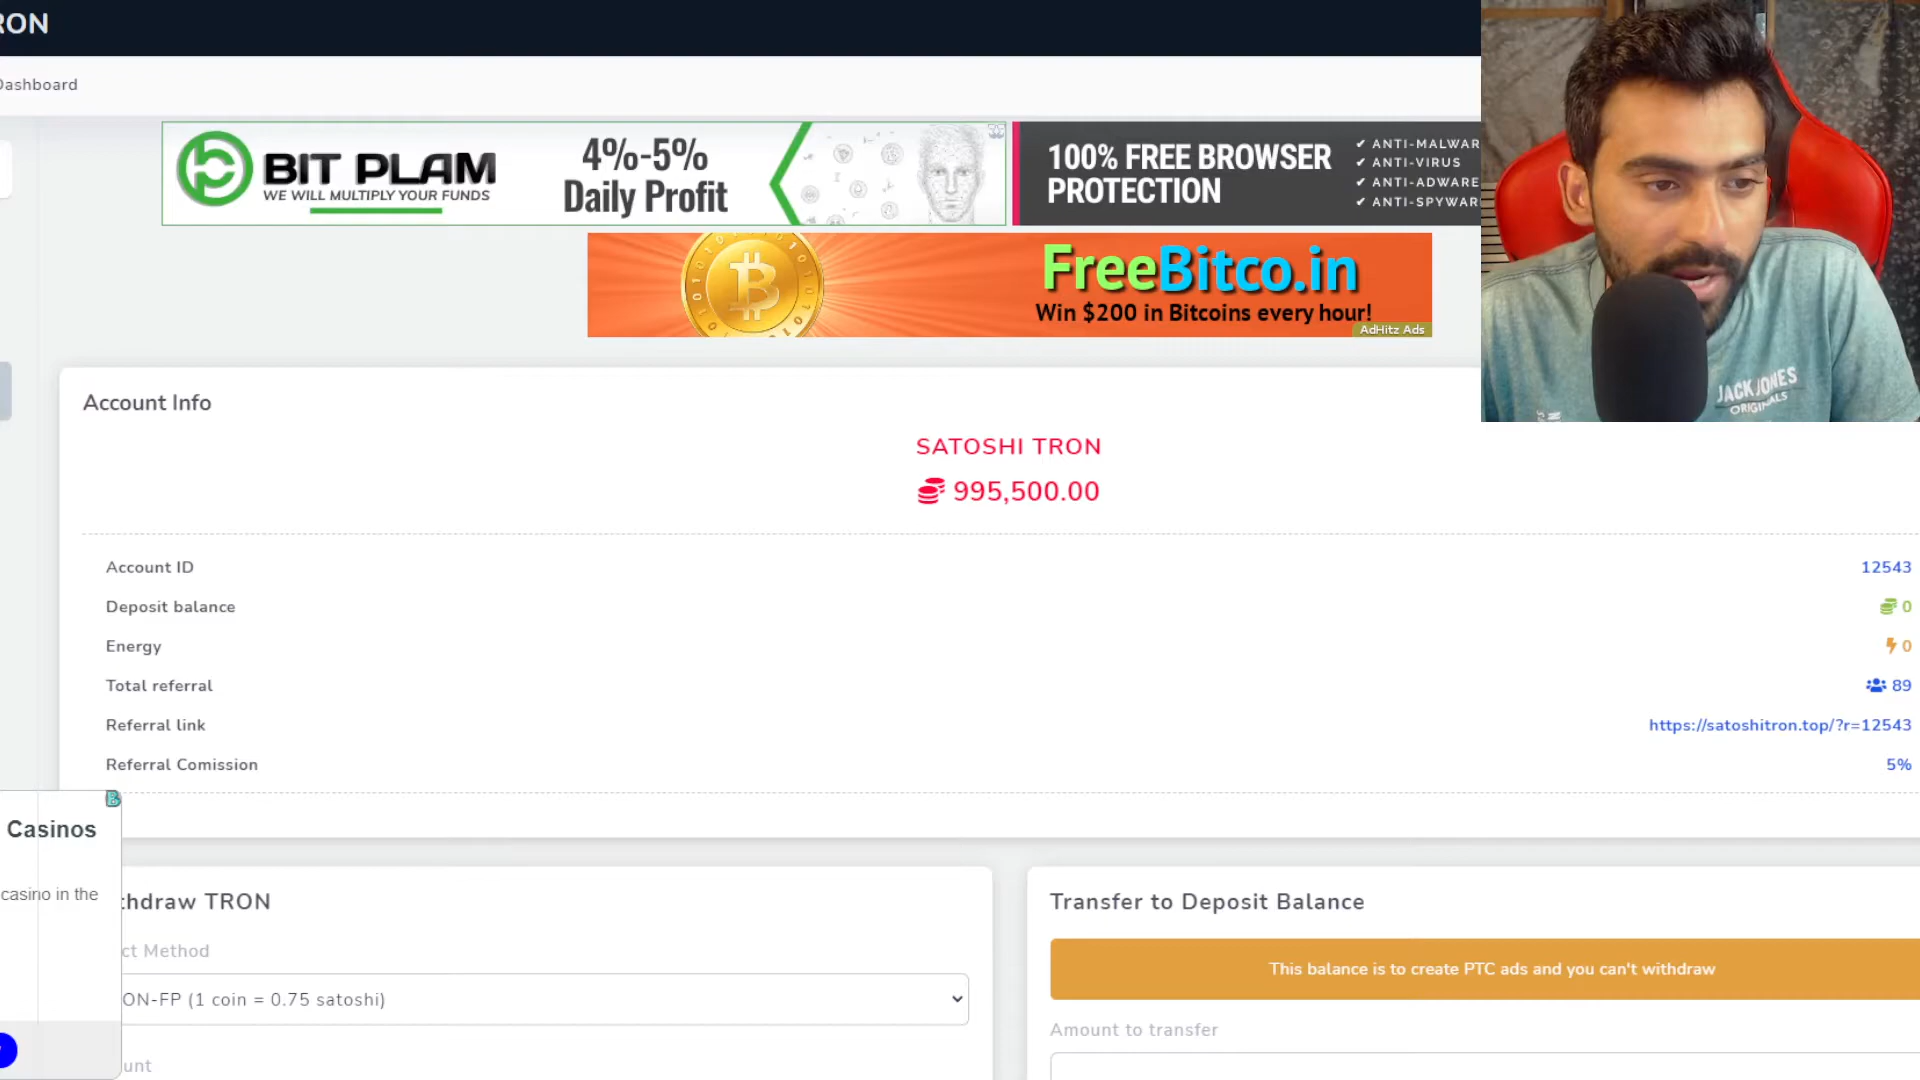 RON
Dashboard
BIT PLAM
WE WILL MULTIPLY YOUR FUNDS
4%-5%
Daily Profit
100% FREE BROWSER
PROTECTION
✔ ANTI-MALWAR
✔ ANTI-VIRUS
✔ ANTI-ADWARE
✔ ANTI-SPYWAR
FreeBitco.in
Win $200 in Bitcoins every hour!
AdHitz Ads
JACK JONES
ORIGINALS
Account Info
SATOSHI TRON
995,500.00
Account ID
12543
Deposit balance
0
Energy
0
Total referral
89
Referral link
https://satoshitron.top/?r=12543
Referral Comission
5%
Casinos
casino in the
thdraw TRON
ct Method
ON-FP (1 coin = 0.75 satoshi)
unt
Transfer to Deposit Balance
This balance is to create PTC ads and you can't withdraw
Amount to transfer